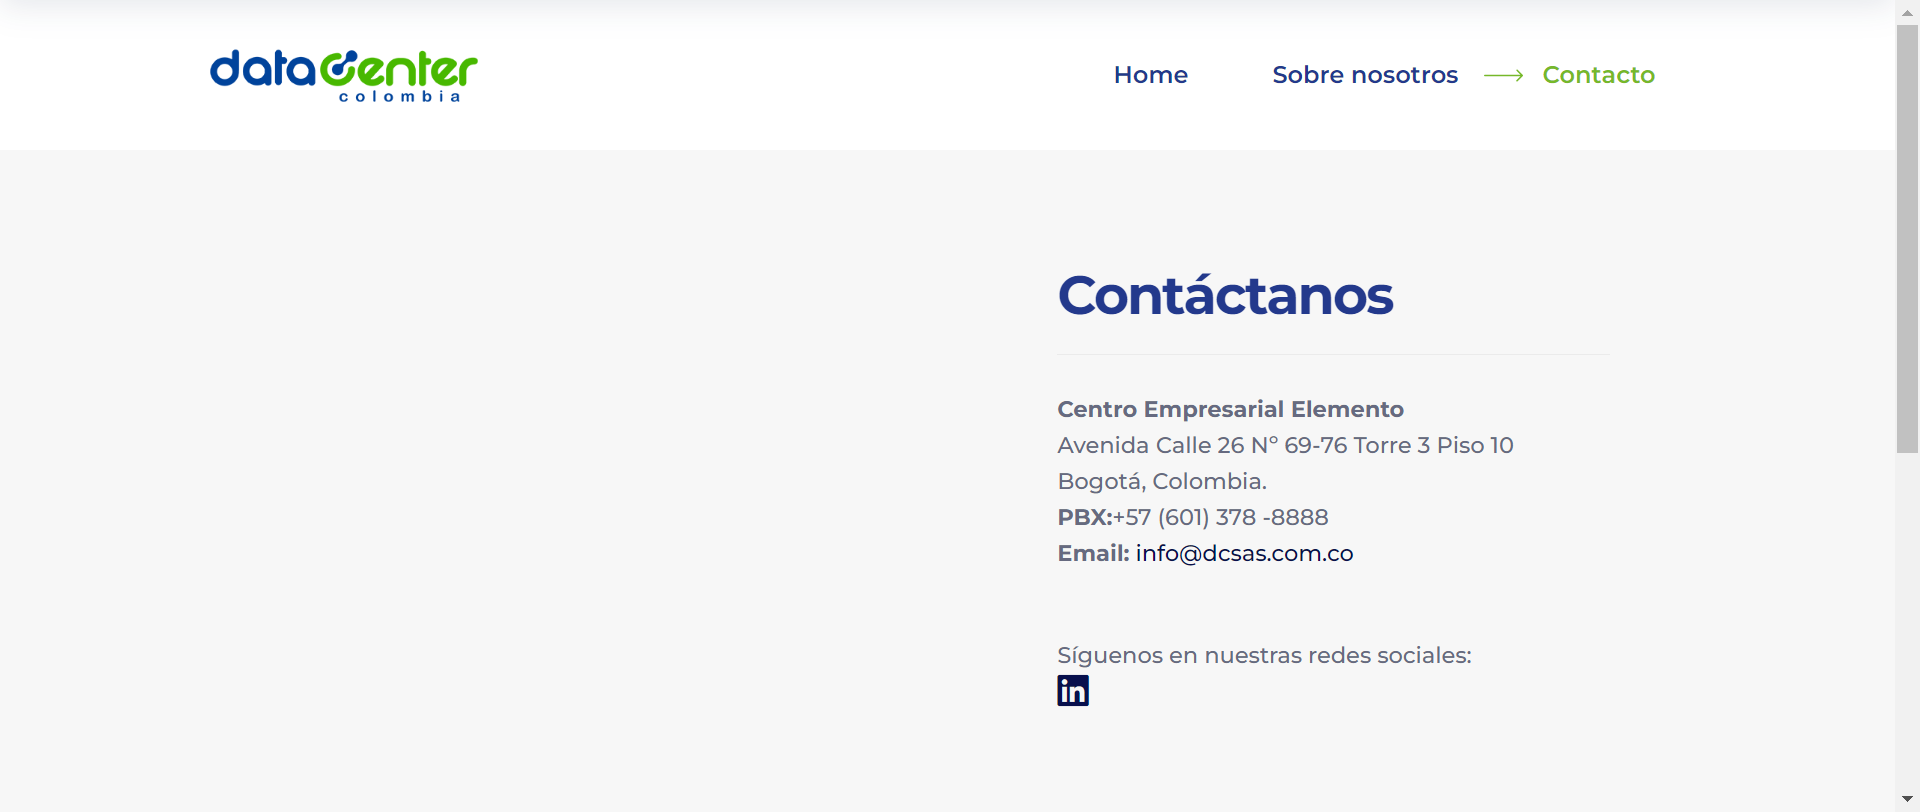 dataCenter
colombia
Home
Sobre nosotros
Contacto
Contáctanos
Centro Empresarial Elemento
Avenida Calle 26 Nº 69-76 Torre 3 Piso 10
Bogotá, Colombia.
PBX:+57 (601) 378 -8888
Email: info@dcsas.com.co
Síguenos en nuestras redes sociales:
in